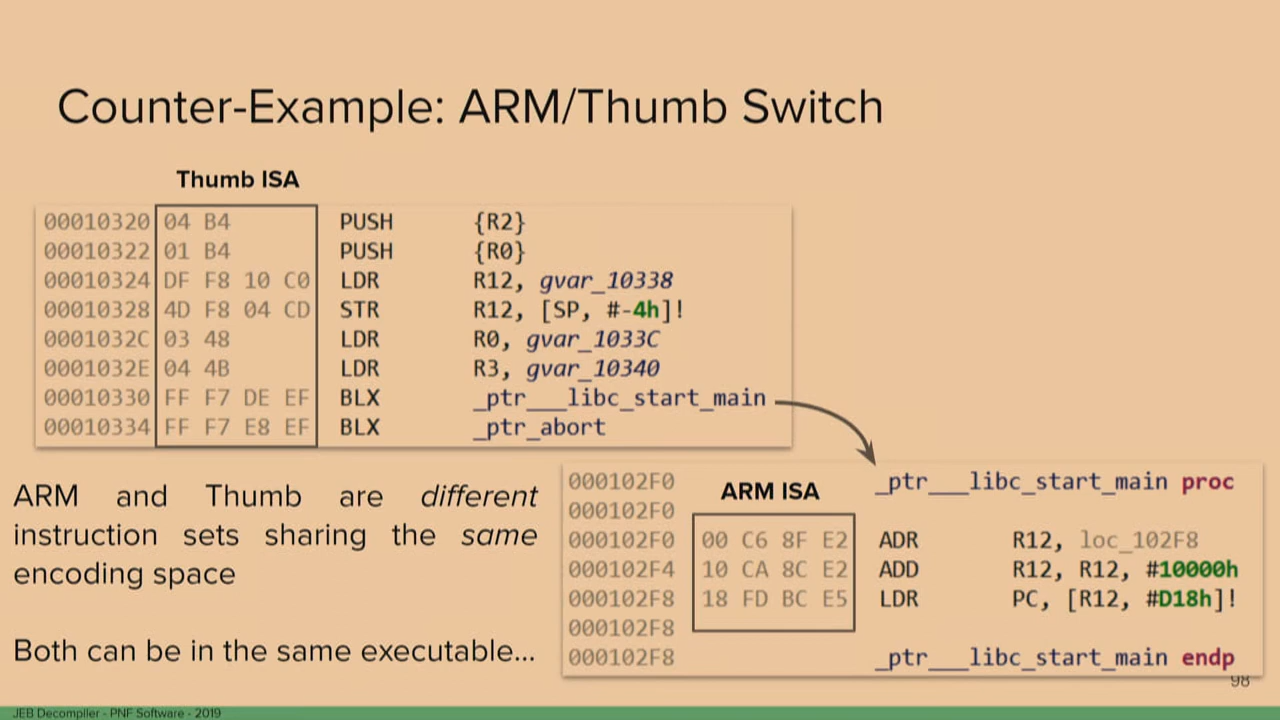 Counter-Example: ARM/Thumb Switch
Thumb ISA
00010320 04 B4 PUSH {R2}
00010322 01 B4 PUSH {R0}
00010324 DF F8 10 C0 LDR R12, gvar_10338
00010328 4D F8 04 CD STR R12, [SP, #-4h]!
0001032C 03 48 LDR R0, gvar_1033C
0001032E 04 4B LDR R3, gvar_10340
00010330 FF F7 DE EF BLX _ptr___libc_start_main
00010334 FF F7 E8 EF BLX _ptr_abort
ARM and Thumb are different
instruction sets sharing the same
encoding space
Both can be in the same executable...
ARM ISA
000102F0 _ptr___libc_start_main proc
000102F0
000102F0 00 C6 8F E2 ADR R12, loc_102F8
000102F4 10 CA 8C E2 ADD R12, R12, #10000h
000102F8 18 FD BC E5 LDR PC, [R12, #D18h]!
000102F8
000102F8 _ptr___libc_start_main endp
98
JEB Decompiler - PNF Software - 2019